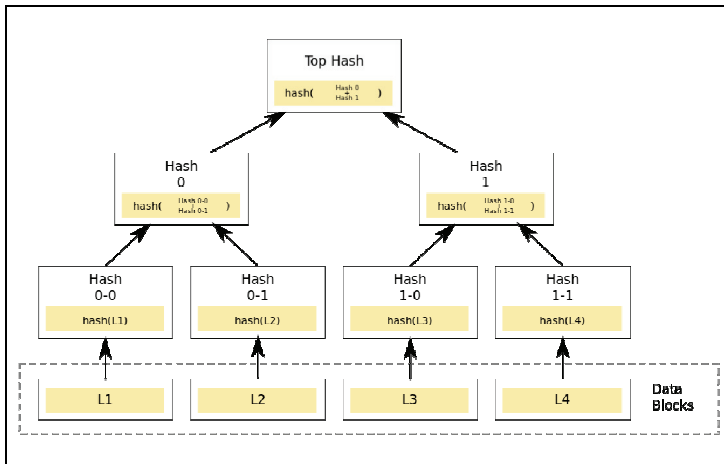 Top Hash
hash( Hash 0 + Hash 1 )
Hash
0
hash( Hash 0-0 Hash 0-1 )
Hash
1
hash( Hash 1-0 Hash 1-1 )
Hash
0-0
hash(L1)
Hash
0-1
hash(L2)
Hash
1-0
hash(L3)
Hash
1-1
hash(L4)
L1
L2
L3
L4
Data
Blocks